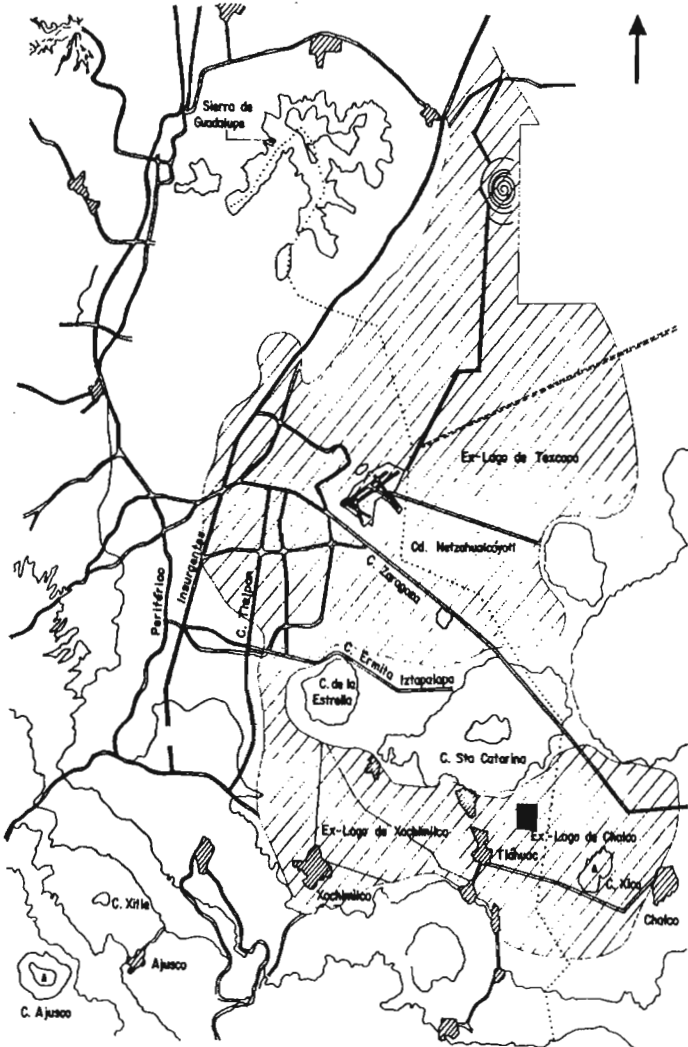 Sierra de
Guadalupe
Ex-Lago de Texcoco
Cd. Netzahualcóyotl
Insurgentes
Periférico
C. Tlalpan
C. Zaragoza
C. Ermita Iztapalapa
C. de la
Estrella
C. Sta Catarina
Ex-Lago de Xochimilco
Ex-Lago de Chalco
Tláhuac
C. Xico
Xochimilco
Chalco
C. Xitle
Ajusco
C. Ajusco